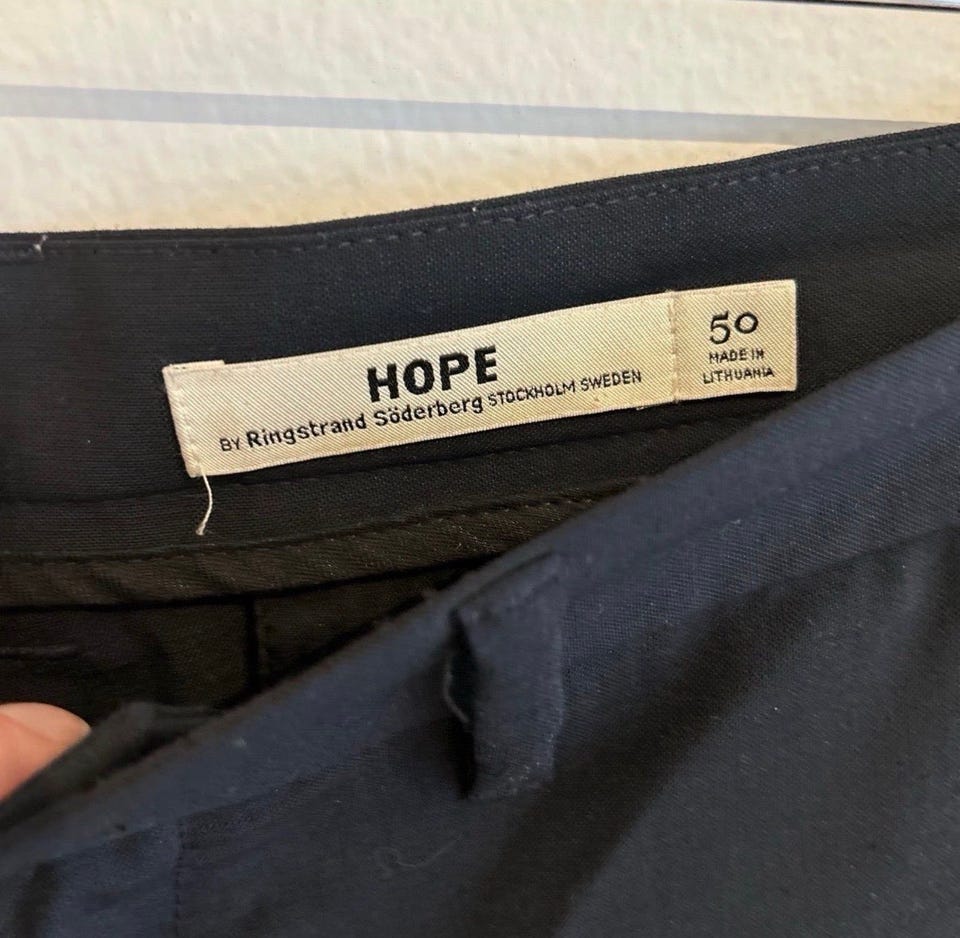 HOPE
BY Ringstrand Söderberg STOCKHOLM SWEDEN
50
MADE IN
LITHUANIA